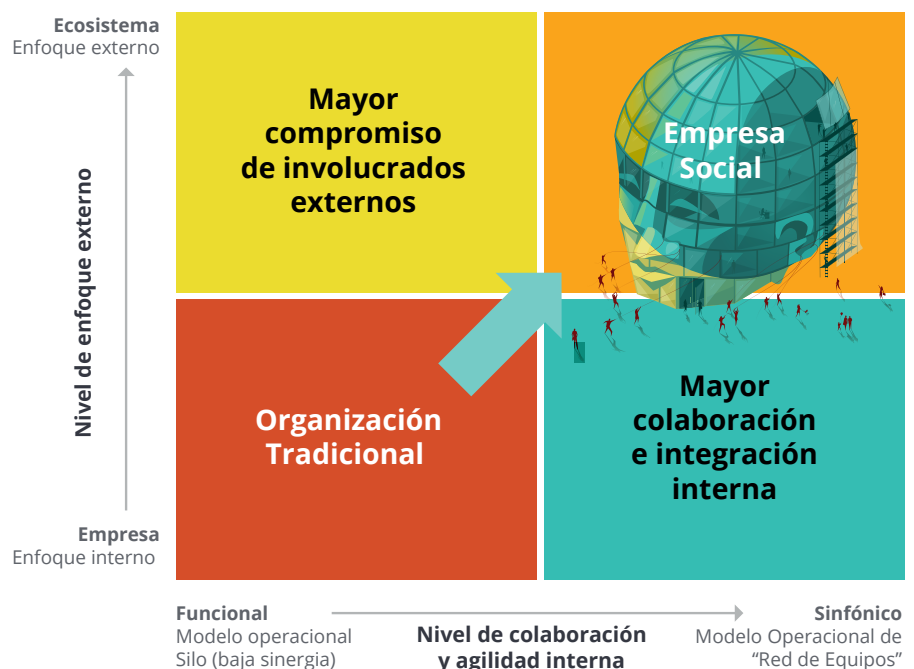 Ecosistema
Enfoque externo
Nivel de enfoque externo
Empresa
Enfoque interno
Mayor
compromiso
de involucrados
externos
Empresa
Social
Organización
Tradicional
Mayor
colaboración
e integración
interna
Funcional
Modelo operacional
Silo (baja sinergia)
Nivel de colaboración
y agilidad interna
Sinfónico
Modelo Operacional de
“Red de Equipos”